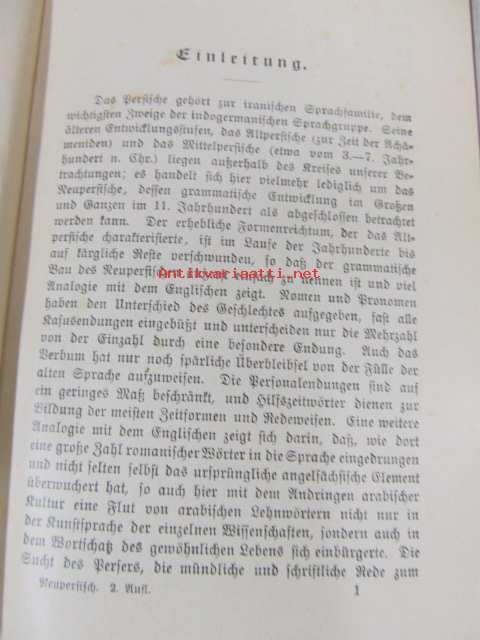 Einleitung.
Das Persische gehört zur iranischen Sprachfamilie, dem
wichtigsten Zweige der indogermanischen Sprachgruppe. Seine
älteren Entwicklungsstufen, das Altpersische (zur Zeit der Achä-
meniden) und das Mittelpersische (etwa vom 3.—7. Jahr-
hundert n. Chr.) liegen außerhalb des Kreises unserer Be-
trachtungen; es handelt sich hier vielmehr lediglich um das
Neupersische, dessen grammatische Entwicklung im Großen
und Ganzen im 11. Jahrhundert als abgeschlossen betrachtet
werden kann. Der erhebliche Formenreichtum, der das Alt-
persische charakterisierte, ist im Laufe der Jahrhunderte bis
auf kärgliche Reste verschwunden, so daß der grammatische
Bau des Neupersischen einfach zu nennen ist und viel
Antikvariaatti.net
Analogie mit dem Englischen zeigt. Nomen und Pronomen
haben den Unterschied des Geschlechtes aufgegeben, fast alle
Kasusendungen eingebüßt und unterscheiden nur die Mehrzahl
von der Einzahl durch eine besondere Endung. Auch das
Verbum hat nur noch spärliche Überbleibsel von der Fülle der
alten Sprache aufzuweisen. Die Personalendungen sind auf
ein geringes Maß beschränkt, und Hilfszeitwörter dienen zur
Bildung der meisten Zeitformen und Redeweisen. Eine weitere
Analogie mit dem Englischen zeigt sich darin, daß, wie dort
eine große Zahl romanischer Wörter in die Sprache eingedrungen
und nicht selten selbst das ursprüngliche angelsächsische Element
überwuchert hat, so auch hier mit dem Andringen arabischer
Kultur eine Flut von arabischen Lehnwörtern nicht nur in
der Kunstsprache der einzelnen Wissenschaften, sondern auch in
dem Wortschatz des gewöhnlichen Lebens sich einbürgerte. Die
Sucht des Persers, die mündliche und schriftliche Rede zum
Neupersisch. 2. Aufl. 1